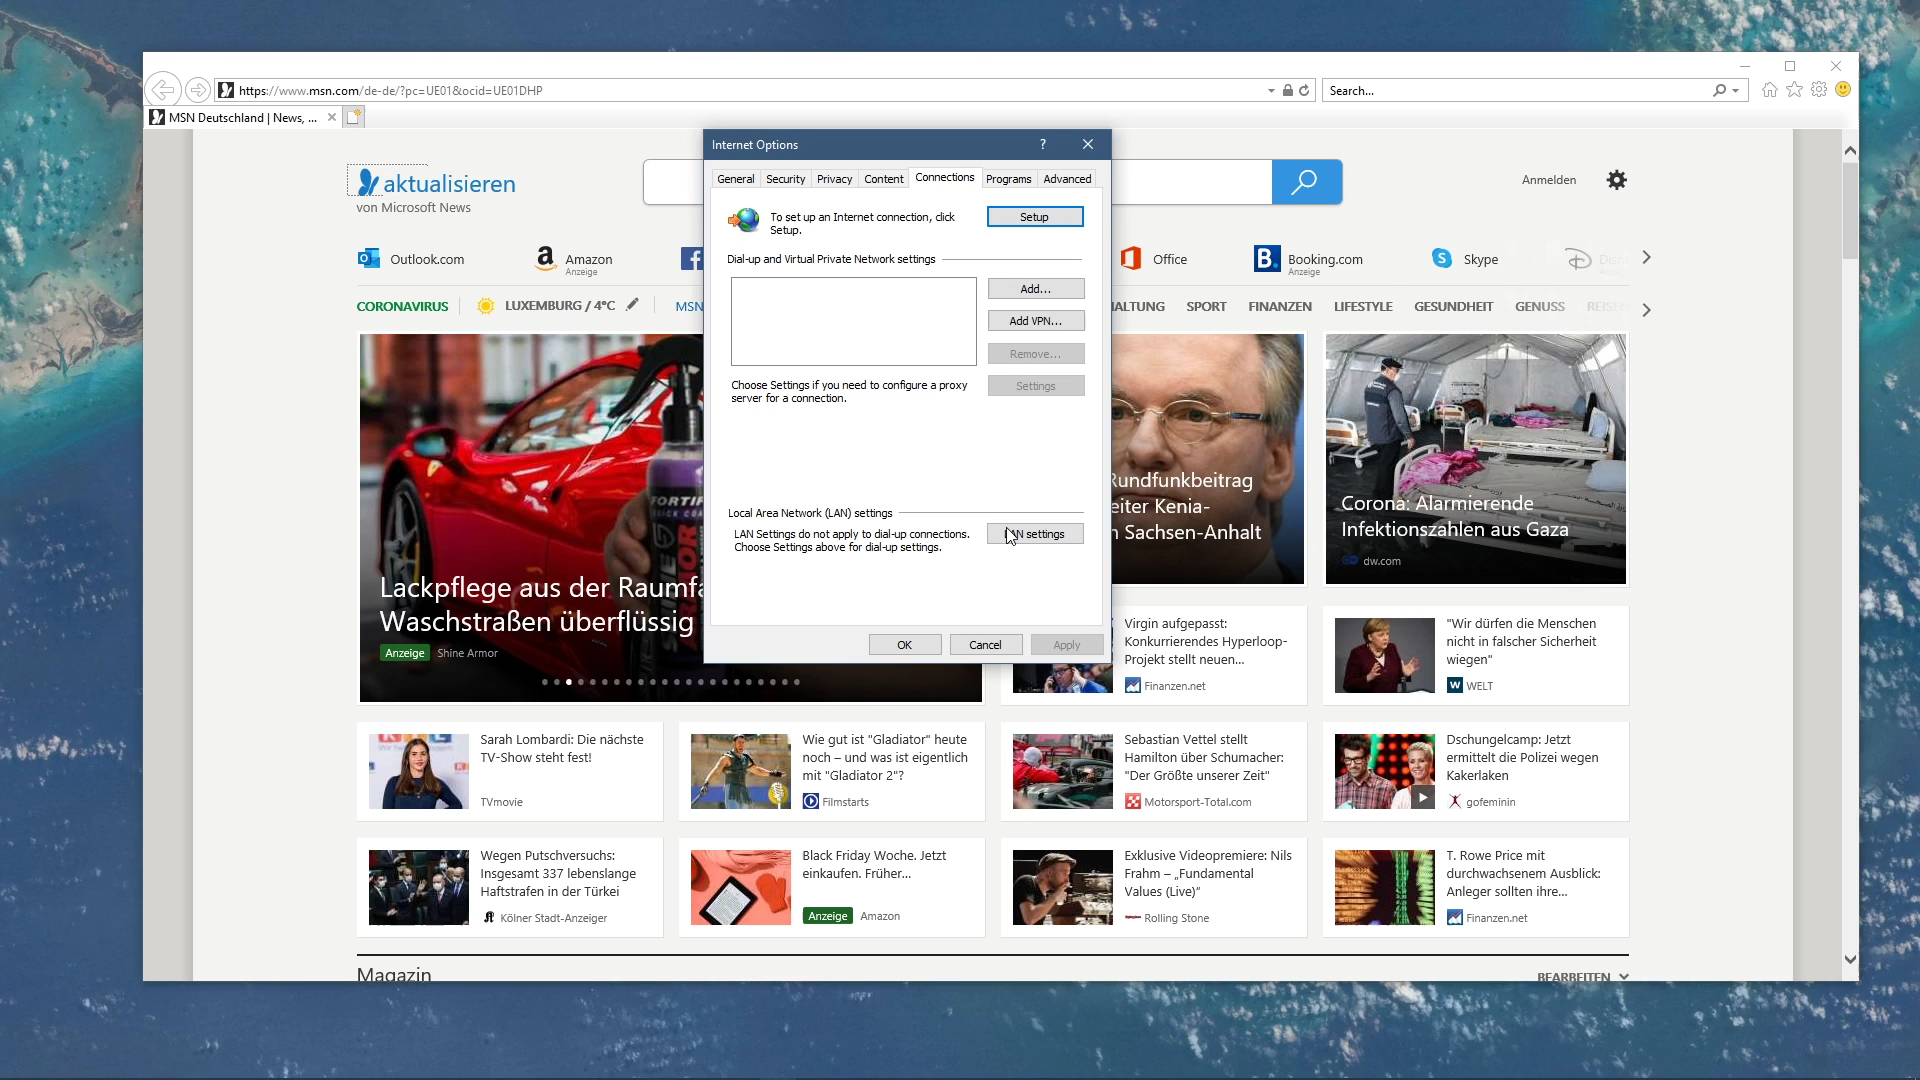 https://www.msn.com/de-de/?pc=UE01&ocid=UE01DHP
Search...
MSN Deutschland | News, ...
Internet Options
?
General
Security
Privacy
Content
Connections
Programs
Advanced
To set up an Internet connection, click
Setup.
Setup
Dial-up and Virtual Private Network settings
Add...
Add VPN...
Remove...
Settings
Choose Settings if you need to configure a proxy
server for a connection.
Local Area Network (LAN) settings
LAN Settings do not apply to dial-up connections.
Choose Settings above for dial-up settings.
settings
OK
Cancel
Apply
aktualisieren
von Microsoft News
Anmelden
Outlook.com
Amazon
Anzeige
Office
Booking.com
Anzeige
Skype
CORONAVIRUS
LUXEMBURG / 4°C
MSN
SPORT
FINANZEN
LIFESTYLE
GESUNDHEIT
GENUSS
REISEN
Lackpflege aus der Raumfa
Waschstraßen überflüssig
Anzeige
Shine Armor
Rundfunkbeitrag
eiter Kenia-
n Sachsen-Anhalt
Corona: Alarmierende
Infektionszahlen aus Gaza
dw.com
Virgin aufgepasst:
Konkurrierendes Hyperloop-
Projekt stellt neuen...
Finanzen.net
"Wir dürfen die Menschen
nicht in falscher Sicherheit
wiegen"
W WELT
Sarah Lombardi: Die nächste
TV-Show steht fest!
TVmovie
Wie gut ist "Gladiator" heute
noch – und was ist eigentlich
mit "Gladiator 2"?
Filmstarts
Sebastian Vettel stellt
Hamilton über Schumacher:
"Der Größte unserer Zeit"
Motorsport-Total.com
Dschungelcamp: Jetzt
ermittelt die Polizei wegen
Kakerlaken
gofeminin
Wegen Putschversuchs:
Insgesamt 337 lebenslange
Haftstrafen in der Türkei
Kölner Stadt-Anzeiger
Black Friday Woche. Jetzt
einkaufen. Früher...
Anzeige
Amazon
Exklusive Videopremiere: Nils
Frahm – „Fundamental
Values (Live)“
Rolling Stone
T. Rowe Price mit
durchwachsenem Ausblick:
Anleger sollten ihre...
Finanzen.net
Magazin
BEARBEITEN